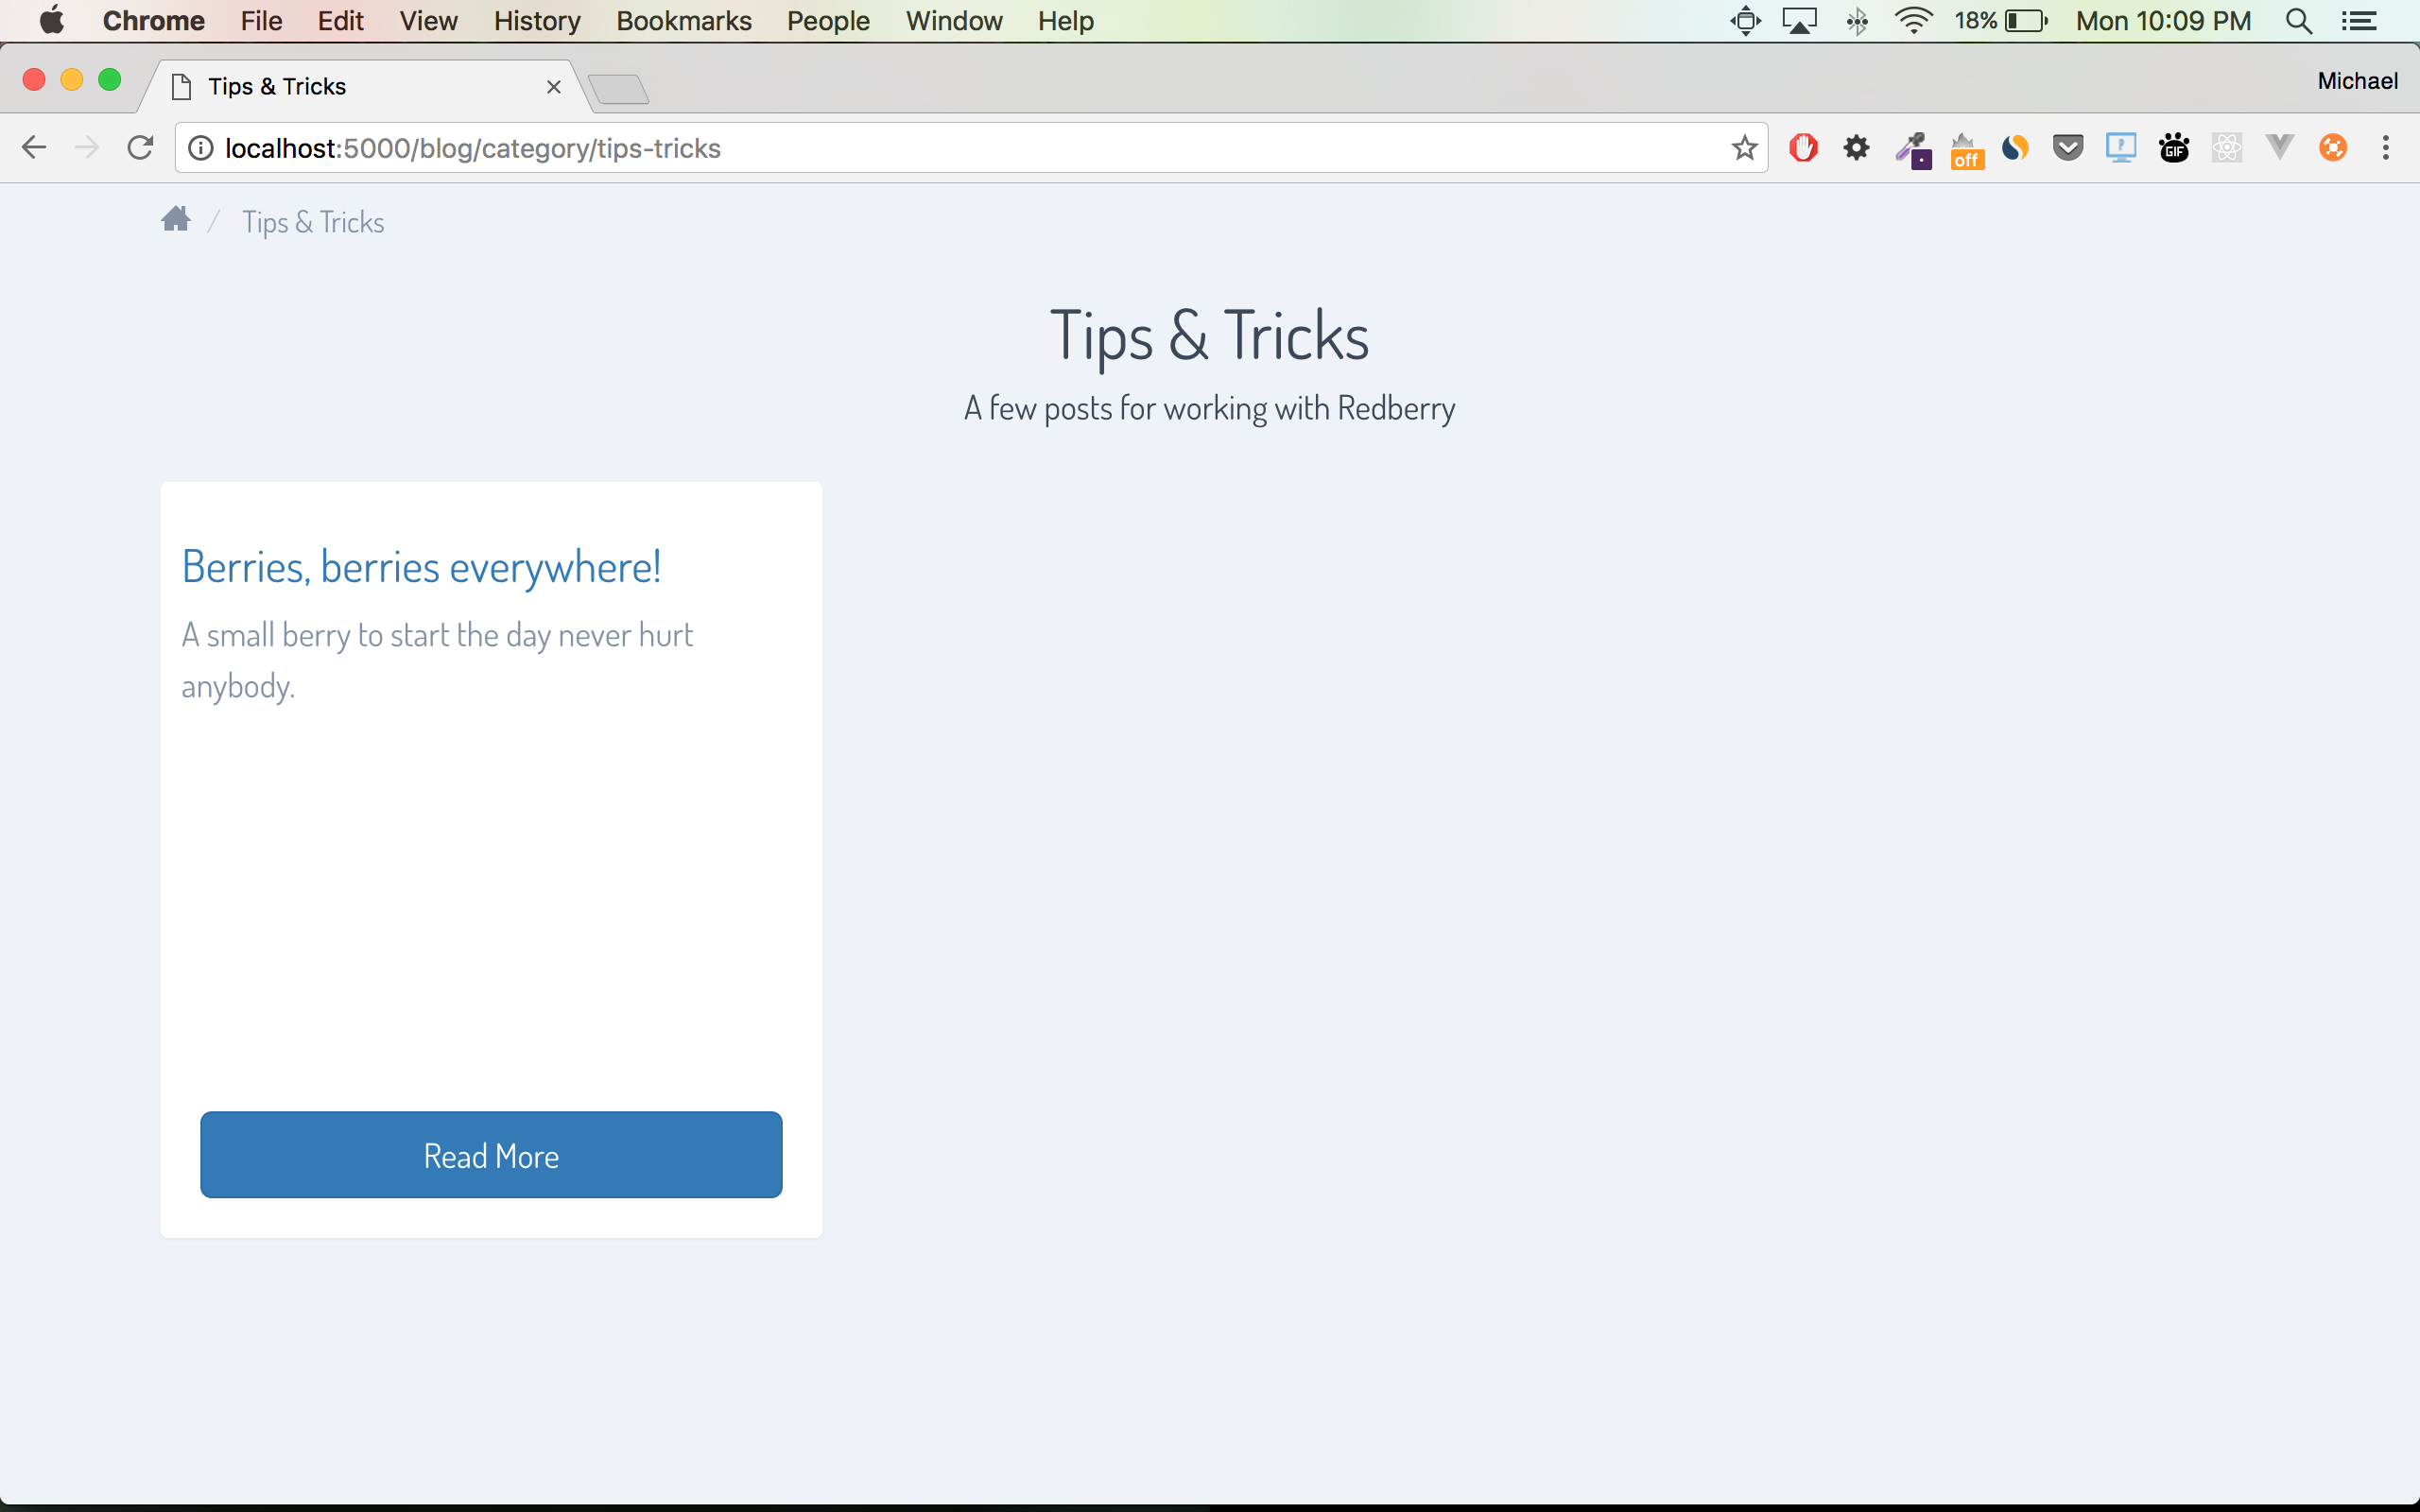 Chrome File Edit View History Bookmarks People Window Help 18% Mon 10:09 PM
Tips & Tricks Michael
localhost:5000/blog/category/tips-tricks off P GIF
/ Tips & Tricks
Tips & Tricks
A few posts for working with Redberry
Berries, berries everywhere!
A small berry to start the day never hurt
anybody.
Read More